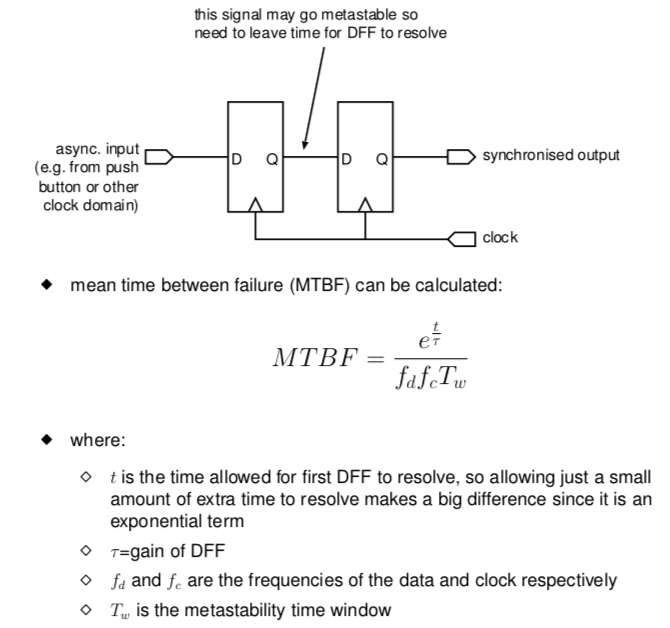 this signal may go metastable so
need to leave time for DFF to resolve
async. input
(e.g. from push
button or other
clock domain)
D Q
D Q
synchronised output
clock
◆ mean time between failure (MTBF) can be calculated:
MTBF = e^{t/τ} / (f_d f_c T_w)
◆ where:
◇ t is the time allowed for first DFF to resolve, so allowing just a small
amount of extra time to resolve makes a big difference since it is an
exponential term
◇ τ=gain of DFF
◇ f_d and f_c are the frequencies of the data and clock respectively
◇ T_w is the metastability time window